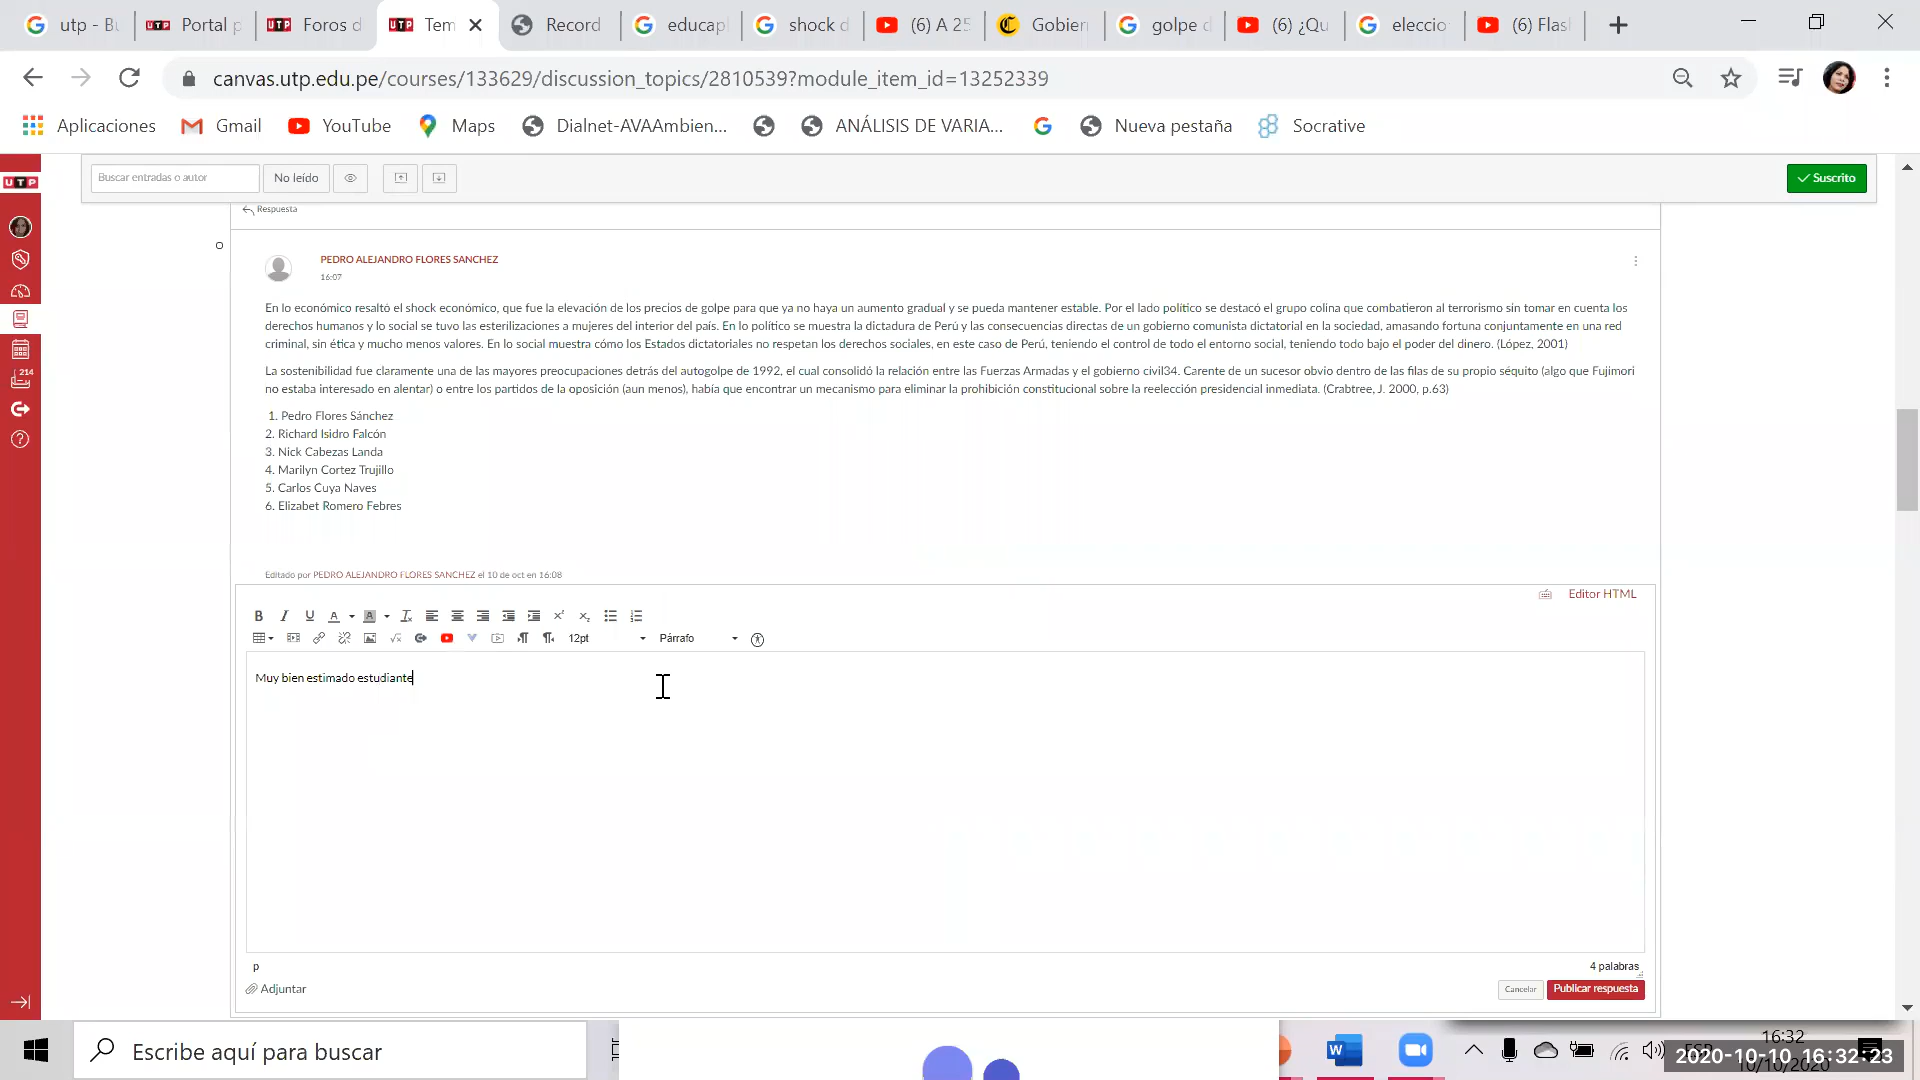 utp - Bu
UTP Portal p
UTP Foros d
UTP Tem
Record
educapl
shock d
(6) A 25
Gobiern
golpe d
(6) ¿Qu
eleccio
(6) Flas
canvas.utp.edu.pe/courses/133629/discussion_topics/2810539?module_item_id=13252339
Aplicaciones
Gmail
YouTube
Maps
Dialnet-AVAAmbien...
ANÁLISIS DE VARIA...
Nueva pestaña
Socrative
UTP
Buscar entradas o autor
No leído
Suscrito
Respuesta
PEDRO ALEJANDRO FLORES SANCHEZ
16:07
En lo económico resaltó el shock económico, que fue la elevación de los precios de golpe para que ya no haya un aumento gradual y se pueda mantener estable. Por el lado político se destacó el grupo colina que combatieron al terrorismo sin tomar en cuenta los
derechos humanos y lo social se tuvo las esterilizaciones a mujeres del interior del país. En lo político se muestra la dictadura de Perú y las consecuencias directas de un gobierno comunista dictatorial en la sociedad, amasando fortuna conjuntamente en una red
criminal, sin ética y mucho menos valores. En lo social muestra cómo los Estados dictatoriales no respetan los derechos sociales, en este caso de Perú, teniendo el control de todo el entorno social, teniendo todo bajo el poder del dinero. (López, 2001)
La sostenibilidad fue claramente una de las mayores preocupaciones detrás del autogolpe de 1992, el cual consolidó la relación entre las Fuerzas Armadas y el gobierno civil34. Carente de un sucesor obvio dentro de las filas de su propio séquito (algo que Fujimori
no estaba interesado en alentar) o entre los partidos de la oposición (aun menos), había que encontrar un mecanismo para eliminar la prohibición constitucional sobre la reelección presidencial inmediata. (Crabtree, J. 2000, p.63)
1. Pedro Flores Sánchez
2. Richard Isidro Falcón
3. Nick Cabezas Landa
4. Marilyn Cortez Trujillo
5. Carlos Cuya Naves
6. Elizabet Romero Febres
Editado por PEDRO ALEJANDRO FLORES SANCHEZ el 10 de oct en 16:08
Editor HTML
12pt
Párrafo
Muy bien estimado estudiante
p
4 palabras
Adjuntar
Cancelar
Publicar respuesta
214
Escribe aquí para buscar
16:32
2020-10-10 16:32:23
10/10/2020